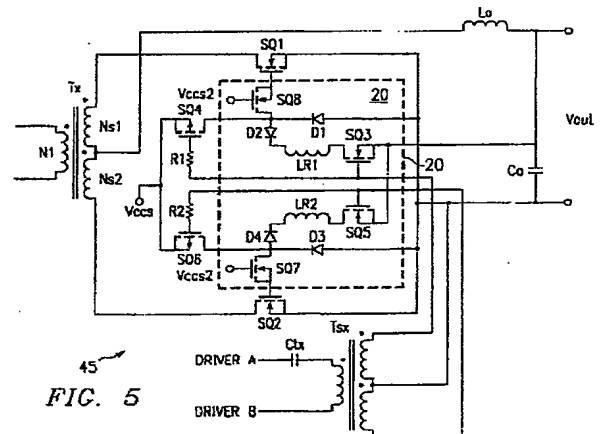 Lo
SQ1
Tx
Vccs2
SQ8
20
SQ4
Ns1
D2
D1
SQ3
20
Vout
N1
R1
LR1
Ns2
Co
Vccs
R2
LR2
D4
D3
SQ5
SQ6
Vccs2
SQ7
SQ2
Tsx
Ctx
DRIVER A
45
DRIVER B
FIG. 5